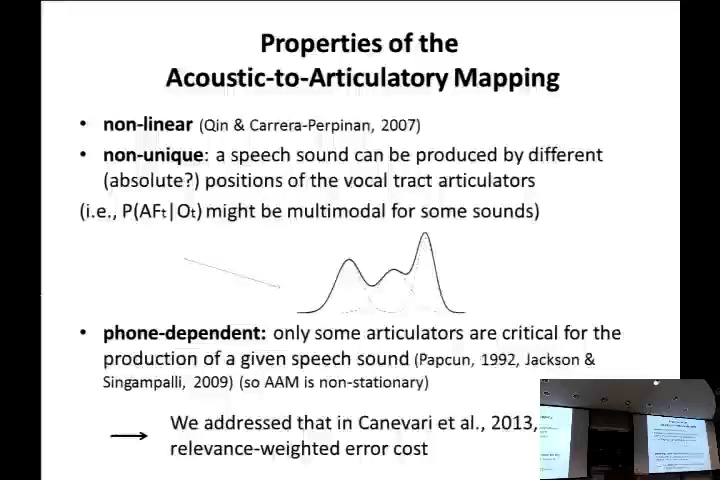 Properties of the
Acoustic-to-Articulatory Mapping
• non-linear (Qin & Carrera-Perpinan, 2007)
• non-unique: a speech sound can be produced by different
(absolute?) positions of the vocal tract articulators
(i.e., P(AFt|Ot) might be multimodal for some sounds)
• phone-dependent: only some articulators are critical for the
production of a given speech sound (Papcun, 1992, Jackson &
Singampalli, 2009) (so AAM is non-stationary)
We addressed that in Canevari et al., 2013,
relevance-weighted error cost